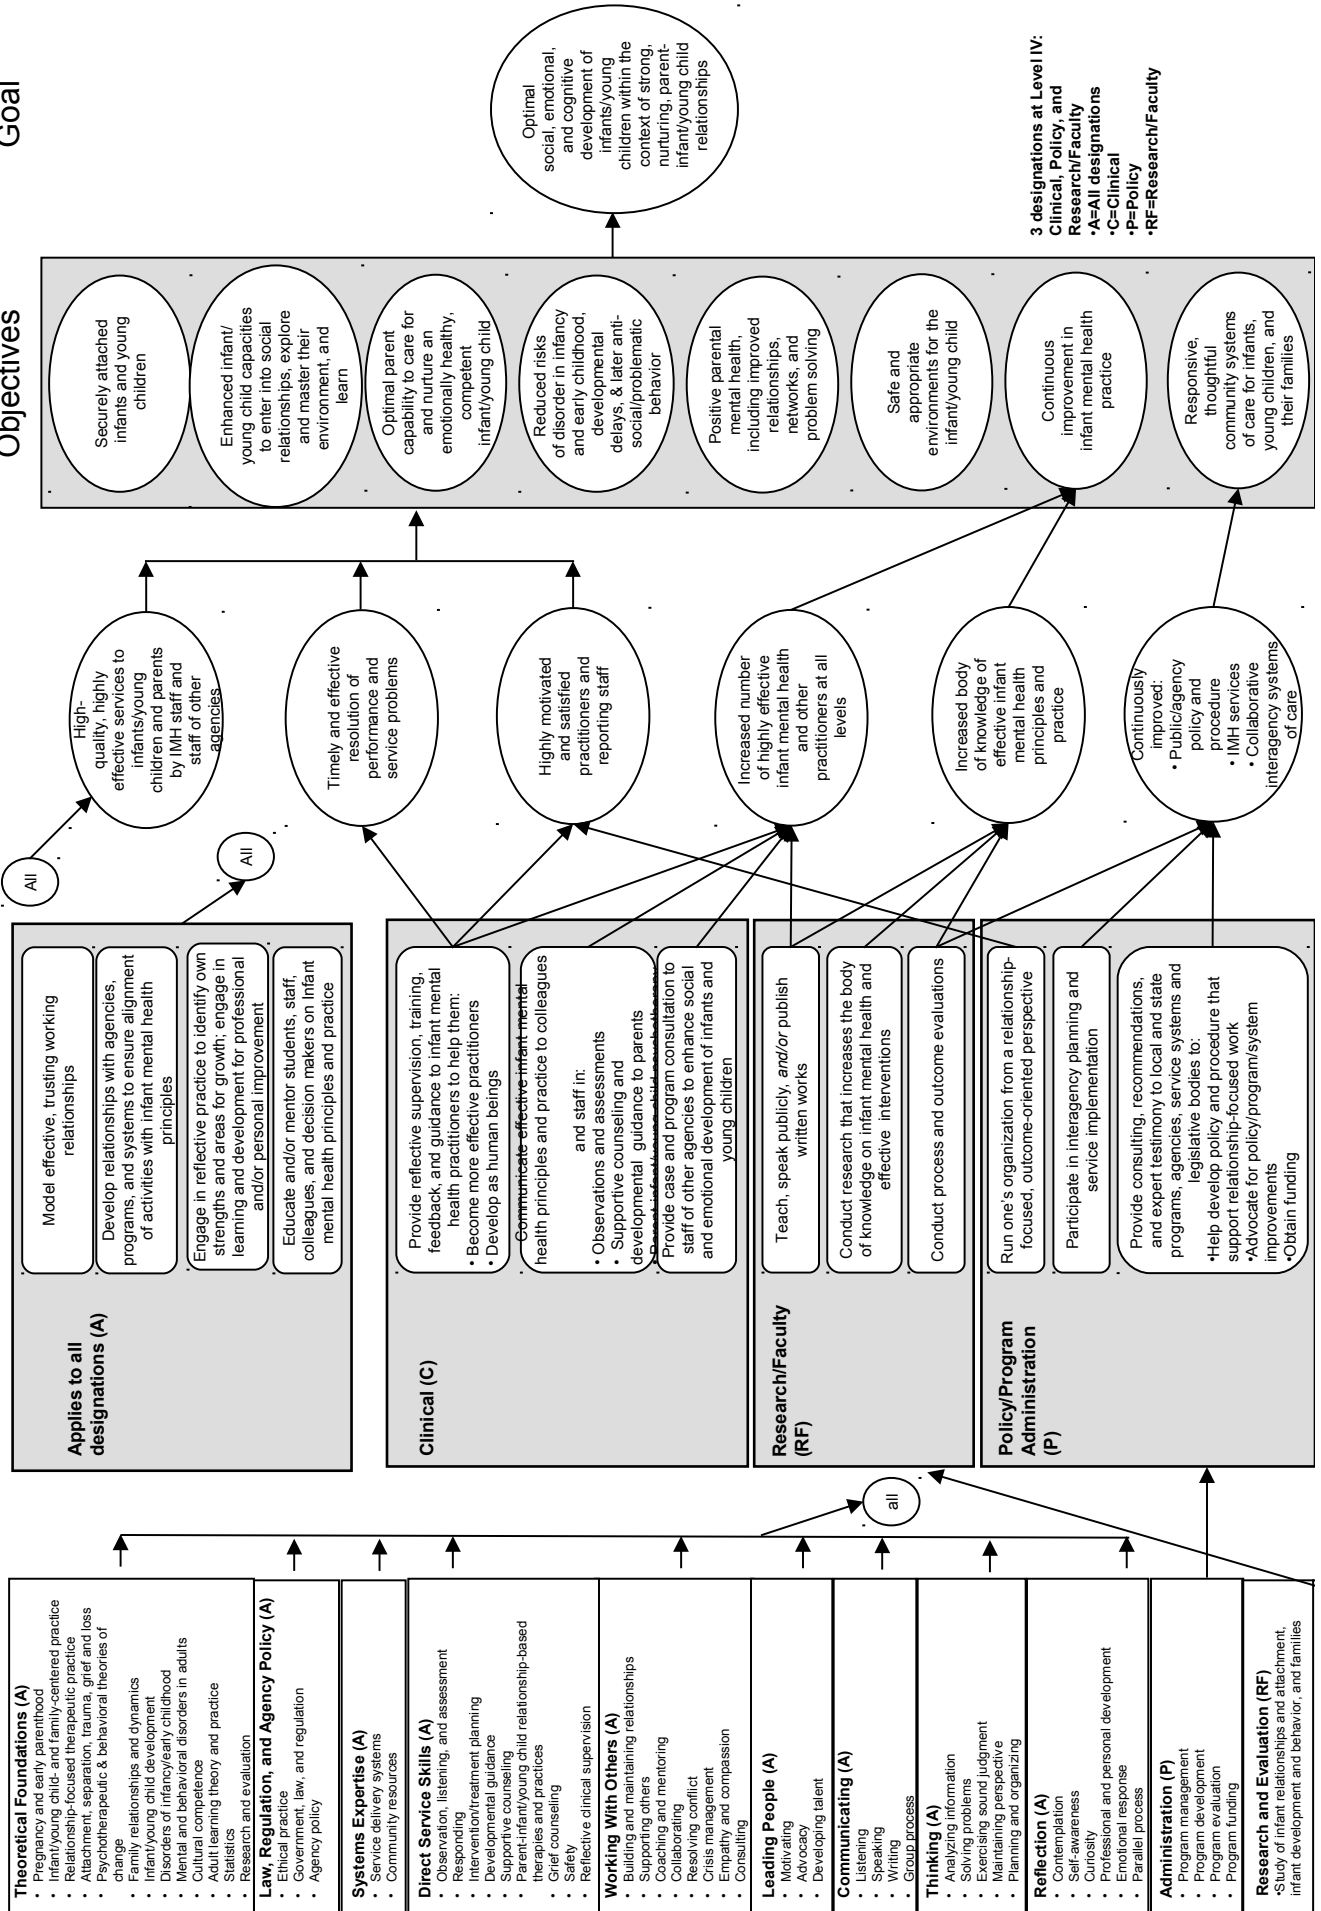 Objectives
Goal
Theoretical Foundations (A)
• Pregnancy and early parenthood
• Infant/young child- and family-centered practice
• Relationship-focused therapeutic practice
• Attachment, separation, trauma, grief and loss
• Psychotherapeutic & behavioral theories of
change
• Family relationships and dynamics
• Infant/young child development
• Disorders of infancy/early childhood
• Mental and behavioral disorders in adults
• Cultural competence
• Adult learning theory and practice
• Statistics
• Research and evaluation
Law, Regulation, and Agency Policy (A)
• Ethical practice
• Government, law, and regulation
• Agency policy
Systems Expertise (A)
• Service delivery systems
• Community resources
Direct Service Skills (A)
• Observation, listening, and assessment
• Responding
• Intervention/treatment planning
• Developmental guidance
• Supportive counseling
• Parent-infant/young child relationship-based
therapies and practices
• Grief counseling
• Safety
• Reflective clinical supervision
Working With Others (A)
• Building and maintaining relationships
• Supporting others
• Coaching and mentoring
• Collaborating
• Resolving conflict
• Crisis management
• Empathy and compassion
• Consulting
Leading People (A)
• Motivating
• Advocacy
• Developing talent
Communicating (A)
• Listening
• Speaking
• Writing
• Group process
Thinking (A)
• Analyzing information
• Solving problems
• Exercising sound judgment
• Maintaining perspective
• Planning and organizing
Reflection (A)
• Contemplation
• Self-awareness
• Curiosity
• Professional and personal development
• Emotional response
• Parallel process
Administration (P)
• Program management
• Program development
• Program evaluation
• Program funding
Research and Evaluation (RF)
•Study of infant relationships and attachment,
infant development and behavior, and families
all
Applies to all
designations (A)
Model effective, trusting working
relationships
Develop relationships with agencies,
programs, and systems to ensure alignment
of activities with infant mental health
principles
Engage in reflective practice to identify own
strengths and areas for growth; engage in
learning and development for professional
and/or personal improvement
Educate and/or mentor students, staff,
colleagues, and decision makers on Infant
mental health principles and practice
Clinical (C)
Provide reflective supervision, training,
feedback, and guidance to infant mental
health practitioners to help them:
• Become more effective practitioners
• Develop as human beings
Communicate effective infant mental
health principles and practice to colleagues
and staff in:
• Observations and assessments
• Supportive counseling and
developmental guidance to parents
• Parent-infant/young child psychotherapy
Provide case and program consultation to
staff of other agencies to enhance social
and emotional development of infants and
young children
Research/Faculty
(RF)
Teach, speak publicly, and/or publish
written works
Conduct research that increases the body
of knowledge on infant mental health and
effective interventions
Conduct process and outcome evaluations
Policy/Program
Administration
(P)
Run one's organization from a relationship-
focused, outcome-oriented perspective
Participate in interagency planning and
service implementation
Provide consulting, recommendations,
and expert testimony to local and state
programs, agencies, service systems and
legislative bodies to:
•Help develop policy and procedure that
support relationship-focused work
•Advocate for policy/program/system
improvements
•Obtain funding
All
All
High-
quality, highly
effective services to
infants/young
children and parents
by IMH staff and
staff of other
agencies
Timely and effective
resolution of
performance and
service problems
Highly motivated
and satisfied
practitioners and
reporting staff
Increased number
of highly effective
infant mental health
and other
practitioners at all
levels
Increased body
of knowledge of
effective infant
mental health
principles and
practice
Continuously
improved:
• Public/agency
policy and
procedure
• IMH services
• Collaborative
interagency systems
of care
Securely attached
infants and young
children
Enhanced infant/
young child capacities
to enter into social
relationships, explore
and master their
environment, and
learn
Optimal parent
capability to care for
and nurture an
emotionally healthy,
competent
infant/young child
Reduced risks
of disorder in infancy
and early childhood,
developmental
delays, & later anti-
social/problematic
behavior
Positive parental
mental health,
including improved
relationships,
networks, and
problem solving
Safe and
appropriate
environments for the
infant/young child
Continuous
improvement in
infant mental health
practice
Responsive,
thoughtful
community systems
of care for infants,
young children, and
their families
Optimal
social, emotional,
and cognitive
development of
infants/young
children within the
context of strong,
nurturing, parent-
infant/young child
relationships
3 designations at Level IV:
Clinical, Policy, and
Research/Faculty
•A=All designations
•C=Clinical
•P=Policy
•RF=Research/Faculty